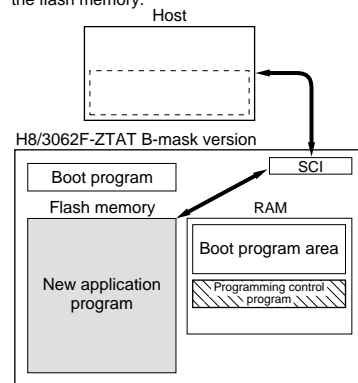 the flash memory.
Host
H8/3062F-ZTAT B-mask version
SCI
Boot program
Flash memory
RAM
Boot program area
New application
program
Programming control
program